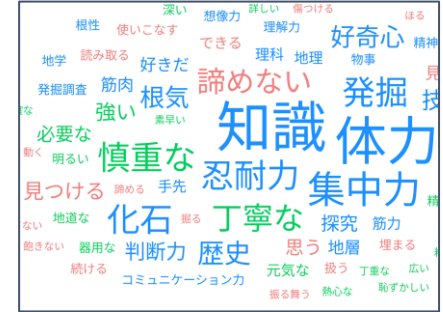 深い 想像力 詳しい 傷つける
根性 使いこなす 理解力 ほる
できる 好奇心 精神
地学 読み取る 好きだ 理科 地理 物事
発掘調査 筋肉 根気 諦めない 発掘 見
強い 素早い 知識 体力 技
必要な
動く 明るい 慎重な 忍耐力 集中力
見つける 諦める 手先 精
ない 地道な 化石 掘る 丁寧な 探究 筋力
飽きない 器用な 判断力 歴史 思う 地層 埋まる
続ける コミュニケーション力 元気な 扱う 丁重な 広い
振る舞う 熱心な 恥ずかしい